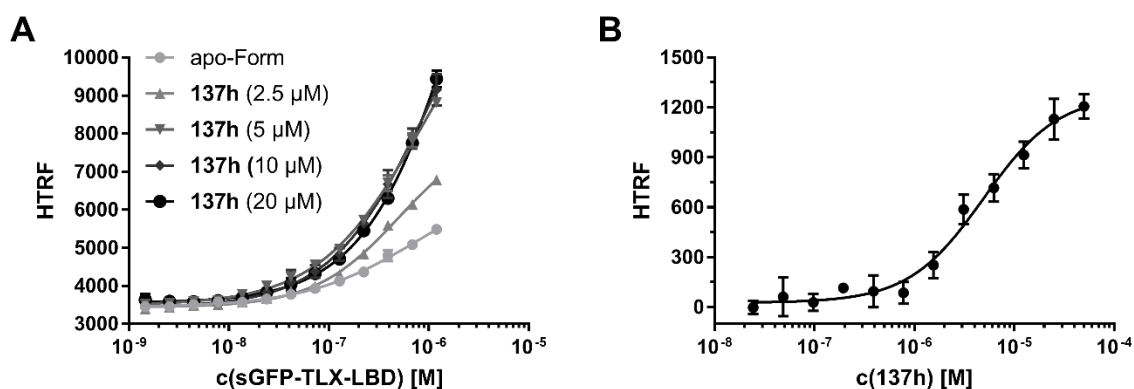 A
10000
9000
8000
7000
6000
5000
4000
3000
HTRF
apo-Form
137h (2.5 µM)
137h (5 µM)
137h (10 µM)
137h (20 µM)
10⁻⁹
10⁻⁸
10⁻⁷
10⁻⁶
10⁻⁵
c(sGFP-TLX-LBD) [M]
B
1500
1200
900
600
300
0
HTRF
10⁻⁸
10⁻⁷
10⁻⁶
10⁻⁵
10⁻⁴
c(137h) [M]